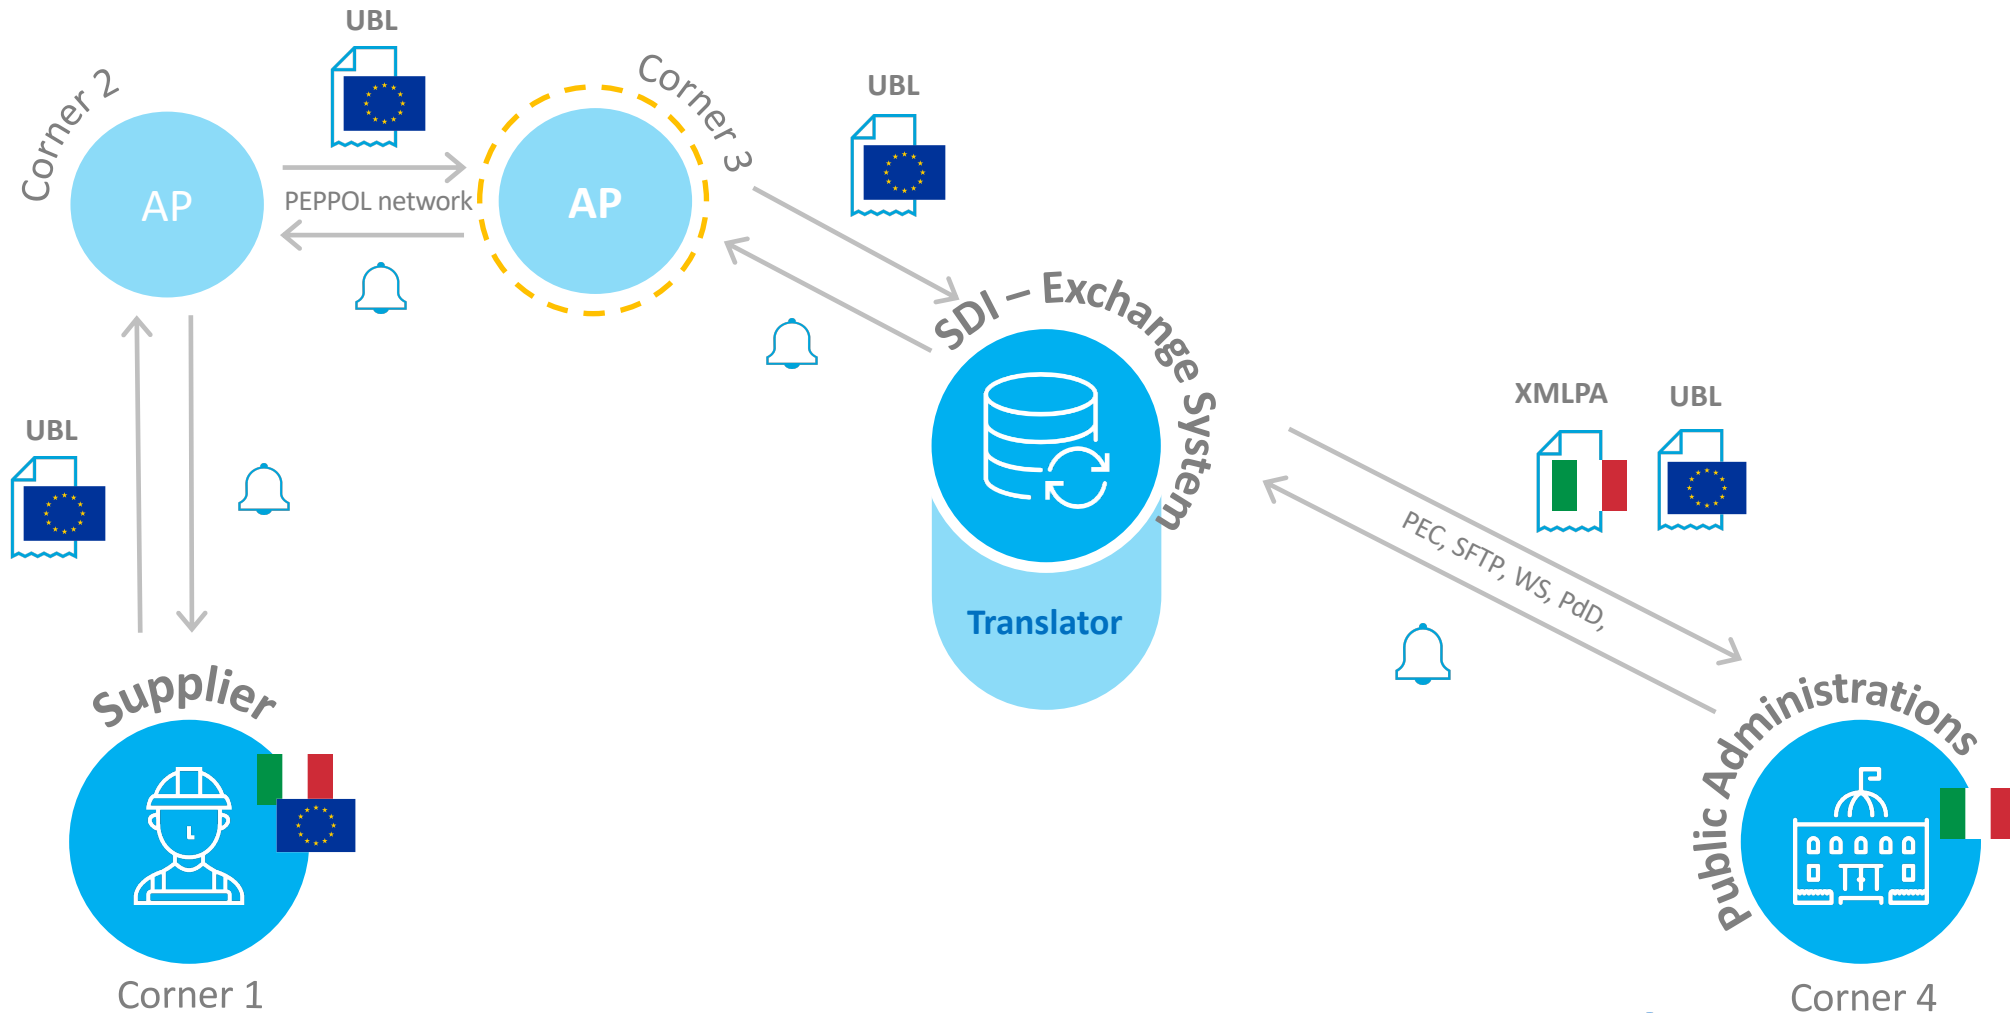 UBL
Corner 2
Corner 3
UBL
AP
PEPPOL network
AP
SDI – Exchange System
XMLPA
UBL
UBL
PEC, SFTP, WS, PdD,
Translator
Supplier
Public Administrations
Corner 1
Corner 4